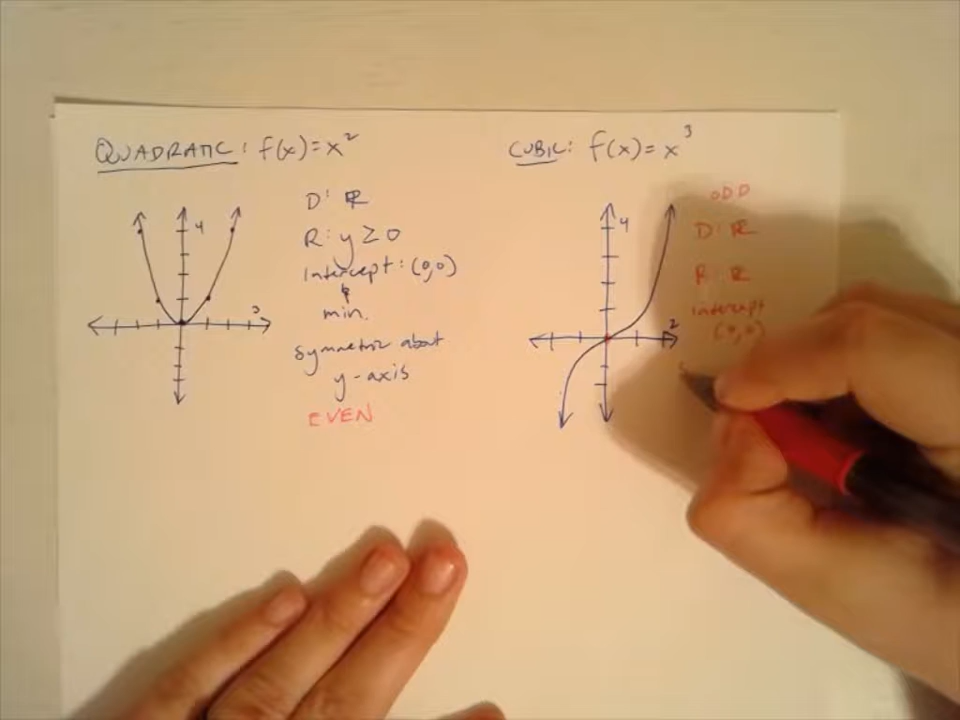 QUADRATIC: f(x)=x²
D: ℝ
R: y ≥ 0
intercept: (0,0)
&
min.
symmetric about
y-axis
EVEN
4
3
CUBIC: f(x)=x³
ODD
D: ℝ
R: ℝ
intercept
(0,0)
4
2